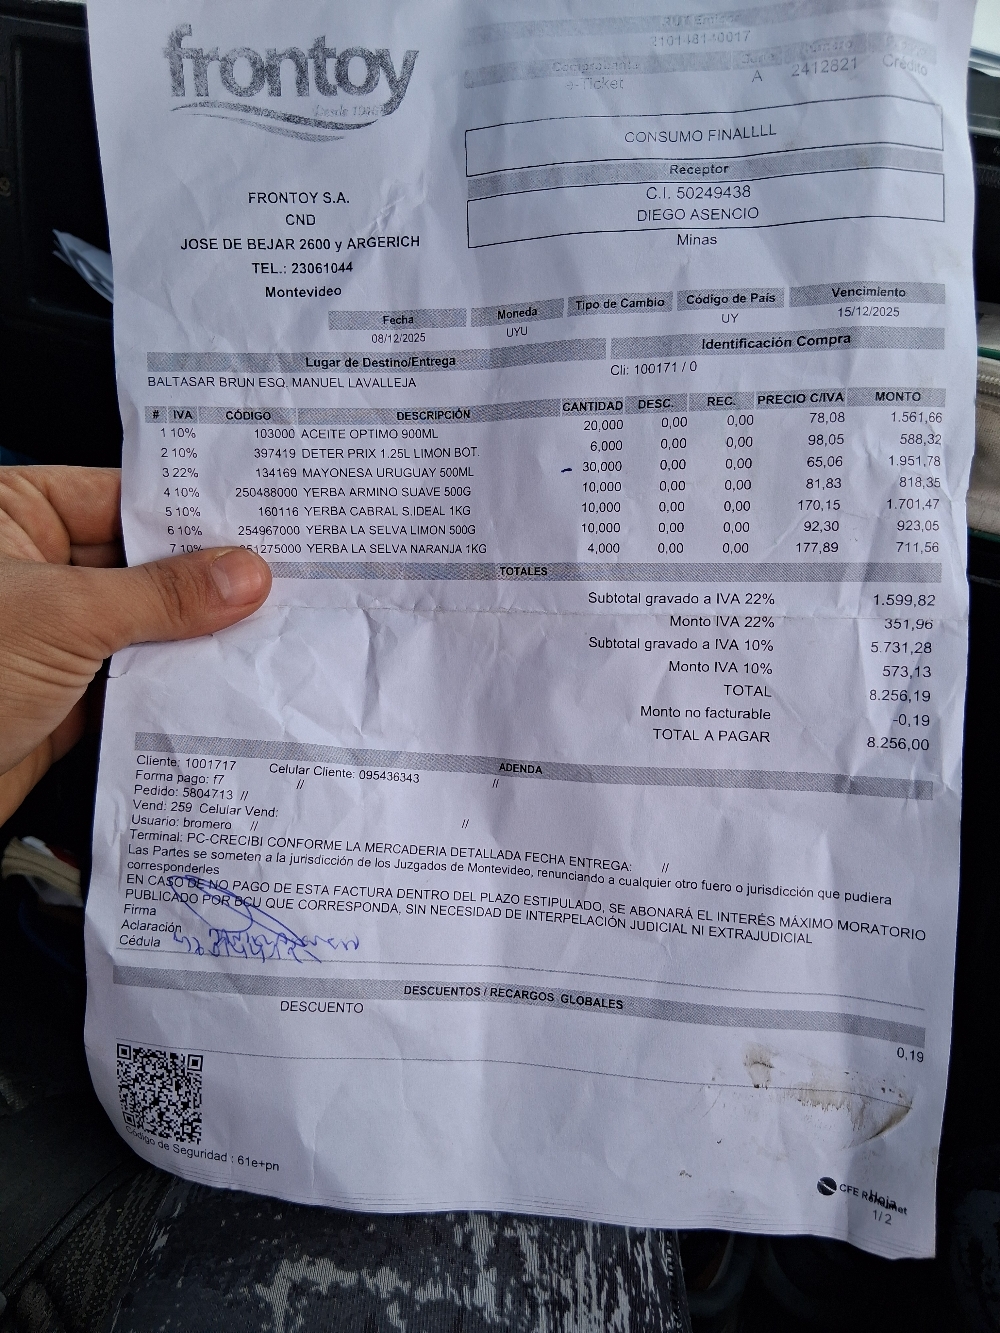 frontoy
RUT Emisor
210148140017
Comprobante
e-Ticket A 2412821 Crédito
CONSUMO FINALLLL
Receptor
C.I. 50249438
DIEGO ASENCIO
Minas
FRONTOY S.A.
CND
JOSE DE BEJAR 2600 y ARGERICH
TEL.: 23061044
Montevideo
Fecha Moneda Tipo de Cambio Código de País Vencimiento
08/12/2025 UYU UY 15/12/2025
Lugar de Destino/Entrega Identificación Compra
BALTASAR BRUN ESQ. MANUEL LAVALLEJA Cli: 100171 / 0
# IVA CÓDIGO DESCRIPCIÓN CANTIDAD DESC. REC. PRECIO C/IVA MONTO
1 10% 103000 ACEITE OPTIMO 900ML 20,000 0,00 0,00 78,08 1.561,66
2 10% 397419 DETER PRIX 1.25L LIMON BOT. 6,000 0,00 0,00 98,05 588,32
3 22% 134169 MAYONESA URUGUAY 500ML 30,000 0,00 0,00 65,06 1.951,78
4 10% 250488000 YERBA ARMINO SUAVE 500G 10,000 0,00 0,00 81,83 818,35
5 10% 160116 YERBA CABRAL S.IDEAL 1KG 10,000 0,00 0,00 170,15 1.701,47
6 10% 254967000 YERBA LA SELVA LIMON 500G 10,000 0,00 0,00 92,30 923,05
7 10% 251275000 YERBA LA SELVA NARANJA 1KG 4,000 0,00 0,00 177,89 711,56
TOTALES
Subtotal gravado a IVA 22% 1.599,82
Monto IVA 22% 351,96
Subtotal gravado a IVA 10% 5.731,28
Monto IVA 10% 573,13
TOTAL 8.256,19
Monto no facturable -0,19
TOTAL A PAGAR 8.256,00
ADENDA
Cliente: 1001717 Celular Cliente: 095436343
Forma pago: f7 // //
Pedido: 5804713 //
Vend: 259 Celular Vend:
Usuario: bromero // //
Terminal: PC-CRECIBI CONFORME LA MERCADERIA DETALLADA FECHA ENTREGA: //
Las Partes se someten a la jurisdicción de los Juzgados de Montevideo, renunciando a cualquier otro fuero o jurisdicción que pudiera
corresponderles
EN CASO DE NO PAGO DE ESTA FACTURA DENTRO DEL PLAZO ESTIPULADO, SE ABONARÁ EL INTERÉS MÁXIMO MORATORIO
PUBLICADO POR BCU QUE CORRESPONDA, SIN NECESIDAD DE INTERPELACIÓN JUDICIAL NI EXTRAJUDICIAL
Firma
Aclaración
Cédula
DESCUENTOS / RECARGOS GLOBALES
DESCUENTO 0,19
Código de Seguridad : 61e+pn
CFE
Hoja
1/2